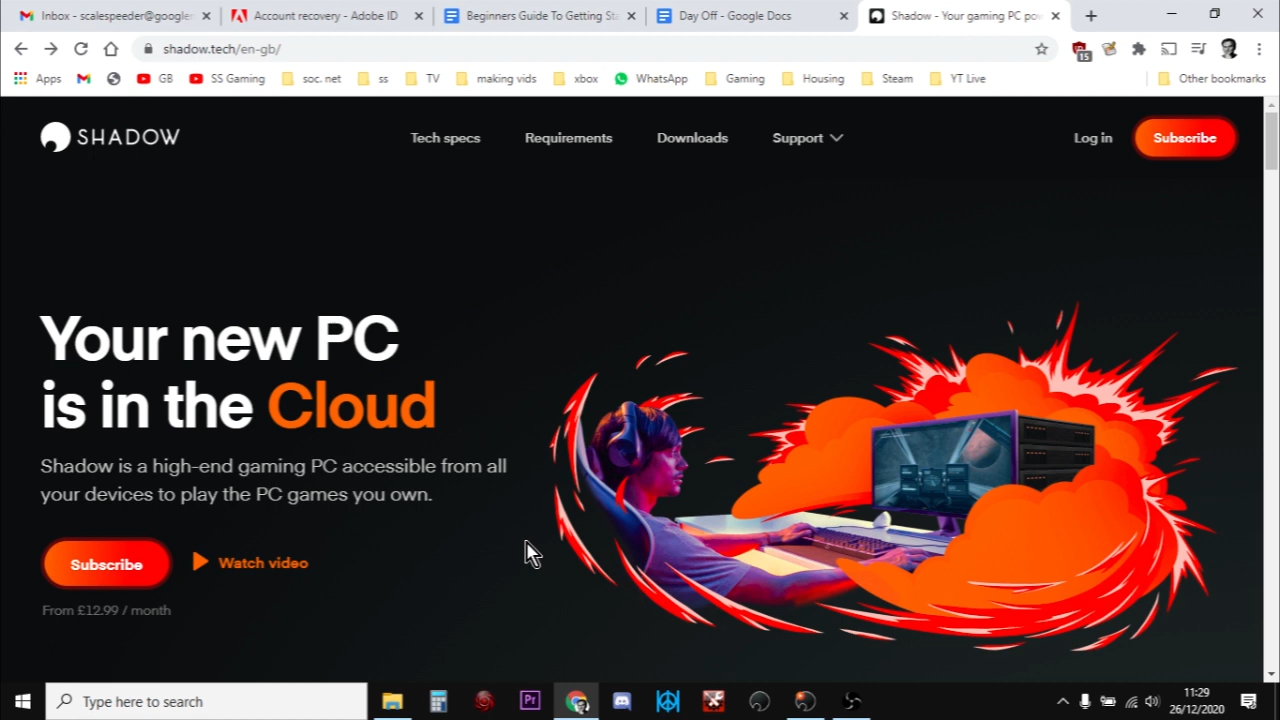 Inbox - scalespeeder@google
Account recovery - Adobe ID
Beginners Guide To Getting Sta
Day Off - Google Docs
Shadow - Your gaming PC pow
shadow.tech/en-gb/
15
Apps
GB
SS Gaming
soc. net
ss
TV
making vids
xbox
WhatsApp
Gaming
Housing
Steam
YT Live
Other bookmarks
SHADOW
Tech specs
Requirements
Downloads
Support
Log in
Subscribe
Your new PC
is in the Cloud
Shadow is a high-end gaming PC accessible from all
your devices to play the PC games you own.
Subscribe
Watch video
From £12.99 / month
Type here to search
Pr
11:29
26/12/2020